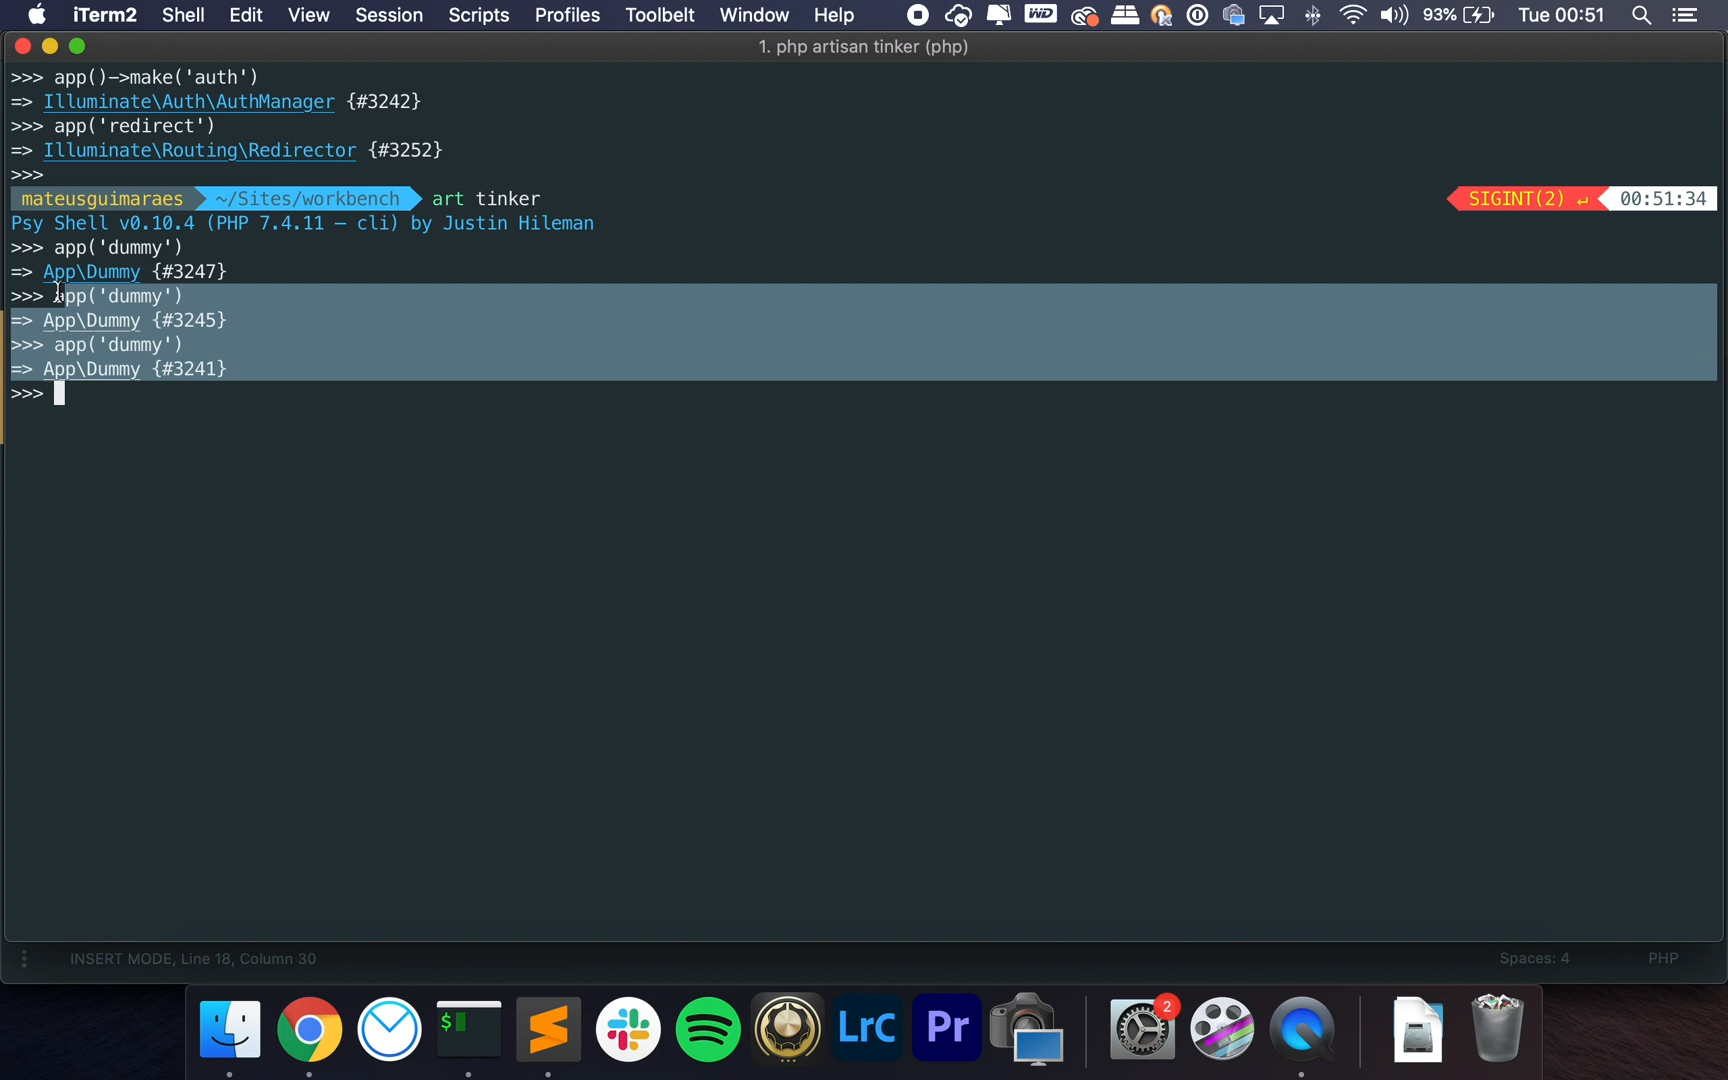 iTerm2 Shell Edit View Session Scripts Profiles Toolbelt Window Help WD 93% Tue 00:51
1. php artisan tinker (php)
>>> app()->make('auth')
=> Illuminate\Auth\AuthManager {#3242}
>>> app('redirect')
=> Illuminate\Routing\Redirector {#3252}
>>>
mateusguimaraes ~/Sites/workbench art tinker SIGINT(2) ↵ 00:51:34
Psy Shell v0.10.4 (PHP 7.4.11 — cli) by Justin Hileman
>>> app('dummy')
=> App\Dummy {#3247}
>>> app('dummy')
=> App\Dummy {#3245}
>>> app('dummy')
=> App\Dummy {#3241}
>>>
INSERT MODE, Line 18, Column 30 Spaces: 4 PHP
$ LrC Pr 2